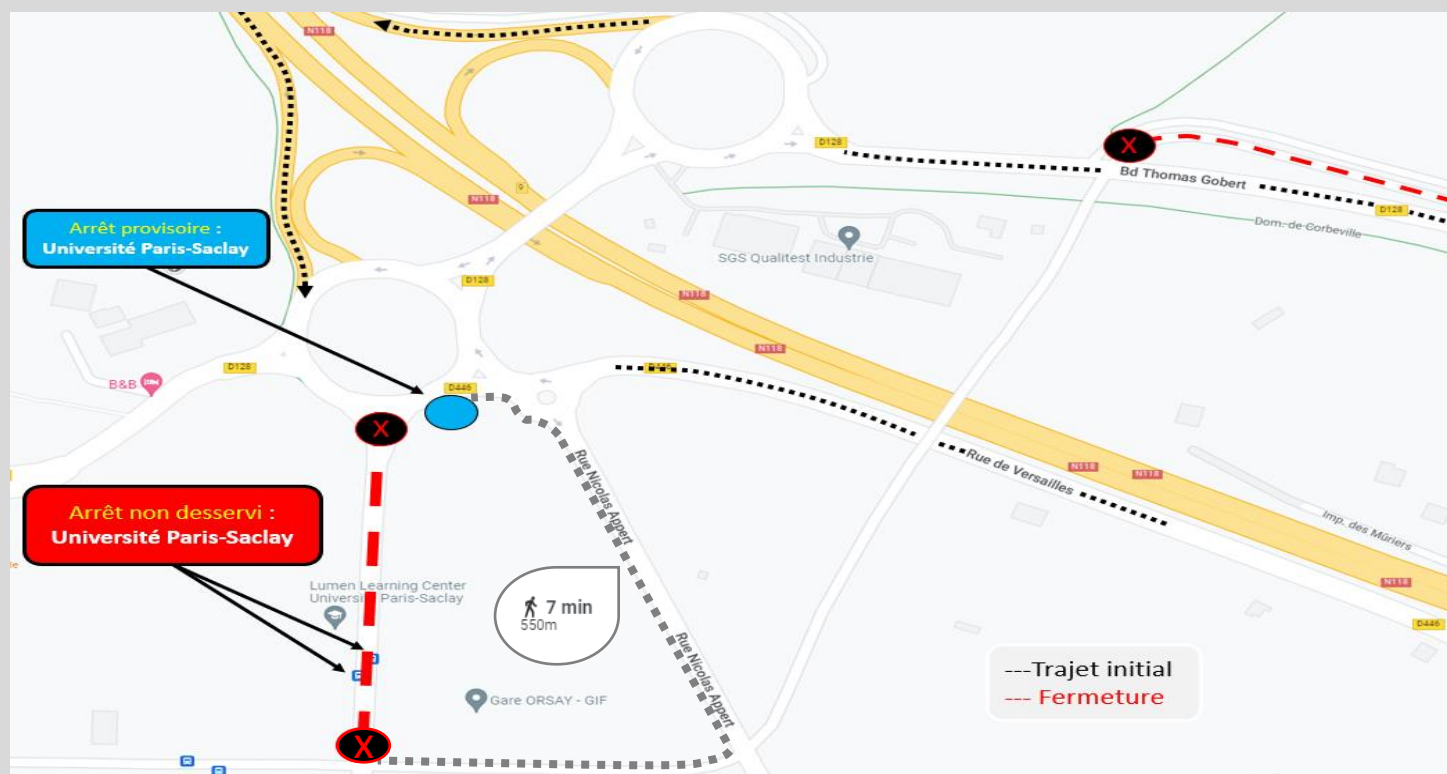 N118
D128
Bd Thomas Gobert
D128
Dom. de Corbeville
9
N118
Arrêt provisoire :
Université Paris-Saclay
SGS Qualitest Industrie
D128
N118
N118
D128
D446
D446
B&B
Rue de Versailles
N118
N118
Rue Nicolas Appert
Imp. des Mûriers
Arrêt non desservi :
Université Paris-Saclay
Lumen Learning Center
Université Paris-Saclay
7 min
550m
N118
D446
Rue Nicolas Appert
---Trajet initial
--- Fermeture
Gare ORSAY - GIF
X
X
X